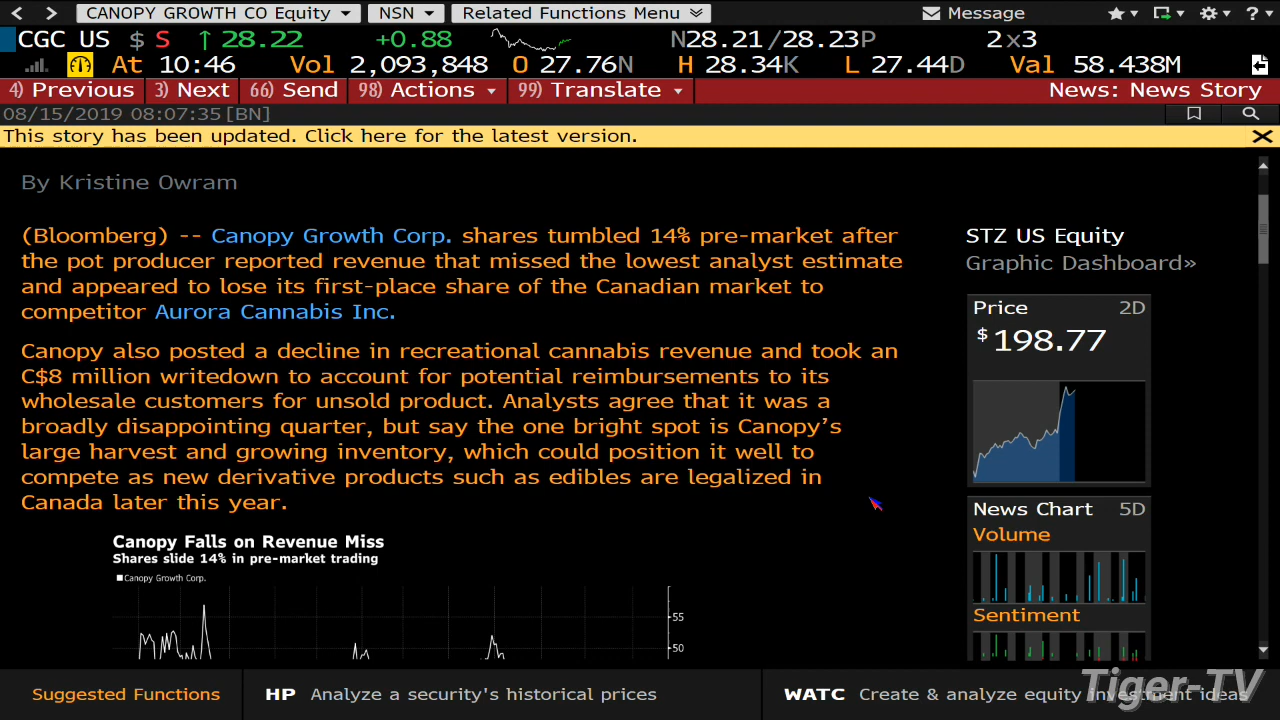 CANOPY GROWTH CO Equity NSN Related Functions Menu Message ?
CGC US $ S ↑ 28.22 +0.88 N28.21/28.23P 2x3
At 10:46 Vol 2,093,848 O 27.76N H 28.34K L 27.44D Val 58.438M
4) Previous 3) Next 66) Send 98) Actions 99) Translate News: News Story
08/15/2019 08:07:35[BN]
This story has been updated. Click here for the latest version.
By Kristine Owram
(Bloomberg) -- Canopy Growth Corp. shares tumbled 14% pre-market after
the pot producer reported revenue that missed the lowest analyst estimate
and appeared to lose its first-place share of the Canadian market to
competitor Aurora Cannabis Inc.
Canopy also posted a decline in recreational cannabis revenue and took an
C$8 million writedown to account for potential reimbursements to its
wholesale customers for unsold product. Analysts agree that it was a
broadly disappointing quarter, but say the one bright spot is Canopy's
large harvest and growing inventory, which could position it well to
compete as new derivative products such as edibles are legalized in
Canada later this year.
Canopy Falls on Revenue Miss
Shares slide 14% in pre-market trading
Canopy Growth Corp.
55
50
STZ US Equity
Graphic Dashboard»
Price 2D
$198.77
News Chart 5D
Volume
Sentiment
Suggested Functions HP Analyze a security's historical prices WATC Create & analyze equity investment ideas
Tiger-TV